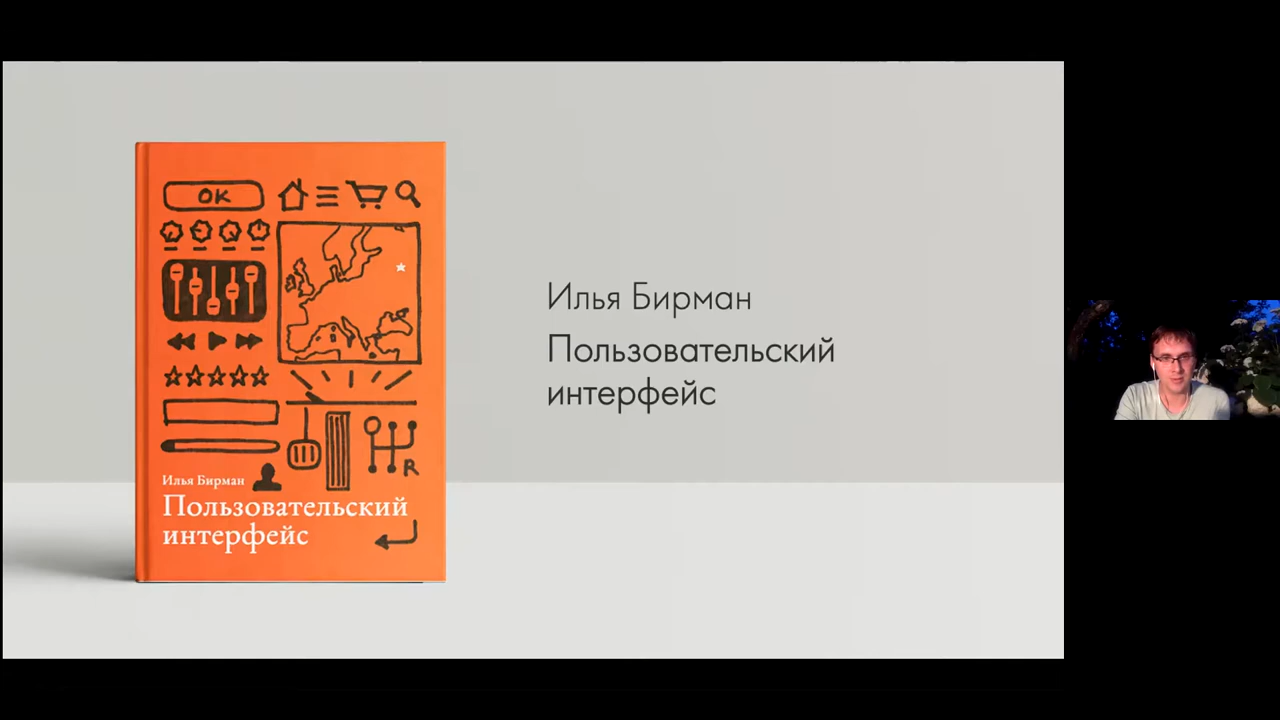 OK
R
Илья Бирман
Пользовательский
интерфейс
Илья Бирман
Пользовательский
интерфейс